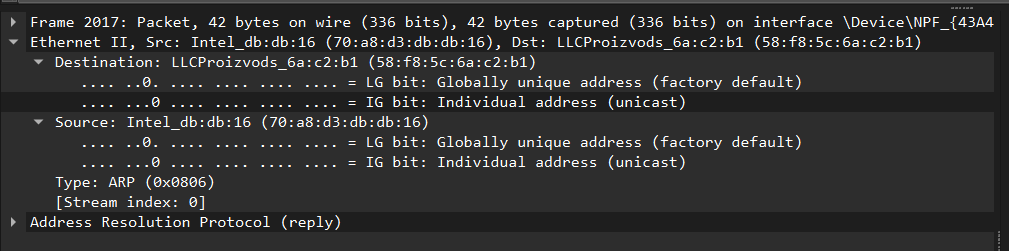 Frame 2017: Packet, 42 bytes on wire (336 bits), 42 bytes captured (336 bits) on interface \Device\NPF_{43A4
Ethernet II, Src: Intel_db:db:16 (70:a8:d3:db:db:16), Dst: LLCProizvods_6a:c2:b1 (58:f8:5c:6a:c2:b1)
Destination: LLCProizvods_6a:c2:b1 (58:f8:5c:6a:c2:b1)
.... ..0. .... .... .... .... = LG bit: Globally unique address (factory default)
.... ...0 .... .... .... .... = IG bit: Individual address (unicast)
Source: Intel_db:db:16 (70:a8:d3:db:db:16)
.... ..0. .... .... .... .... = LG bit: Globally unique address (factory default)
.... ...0 .... .... .... .... = IG bit: Individual address (unicast)
Type: ARP (0x0806)
[Stream index: 0]
Address Resolution Protocol (reply)